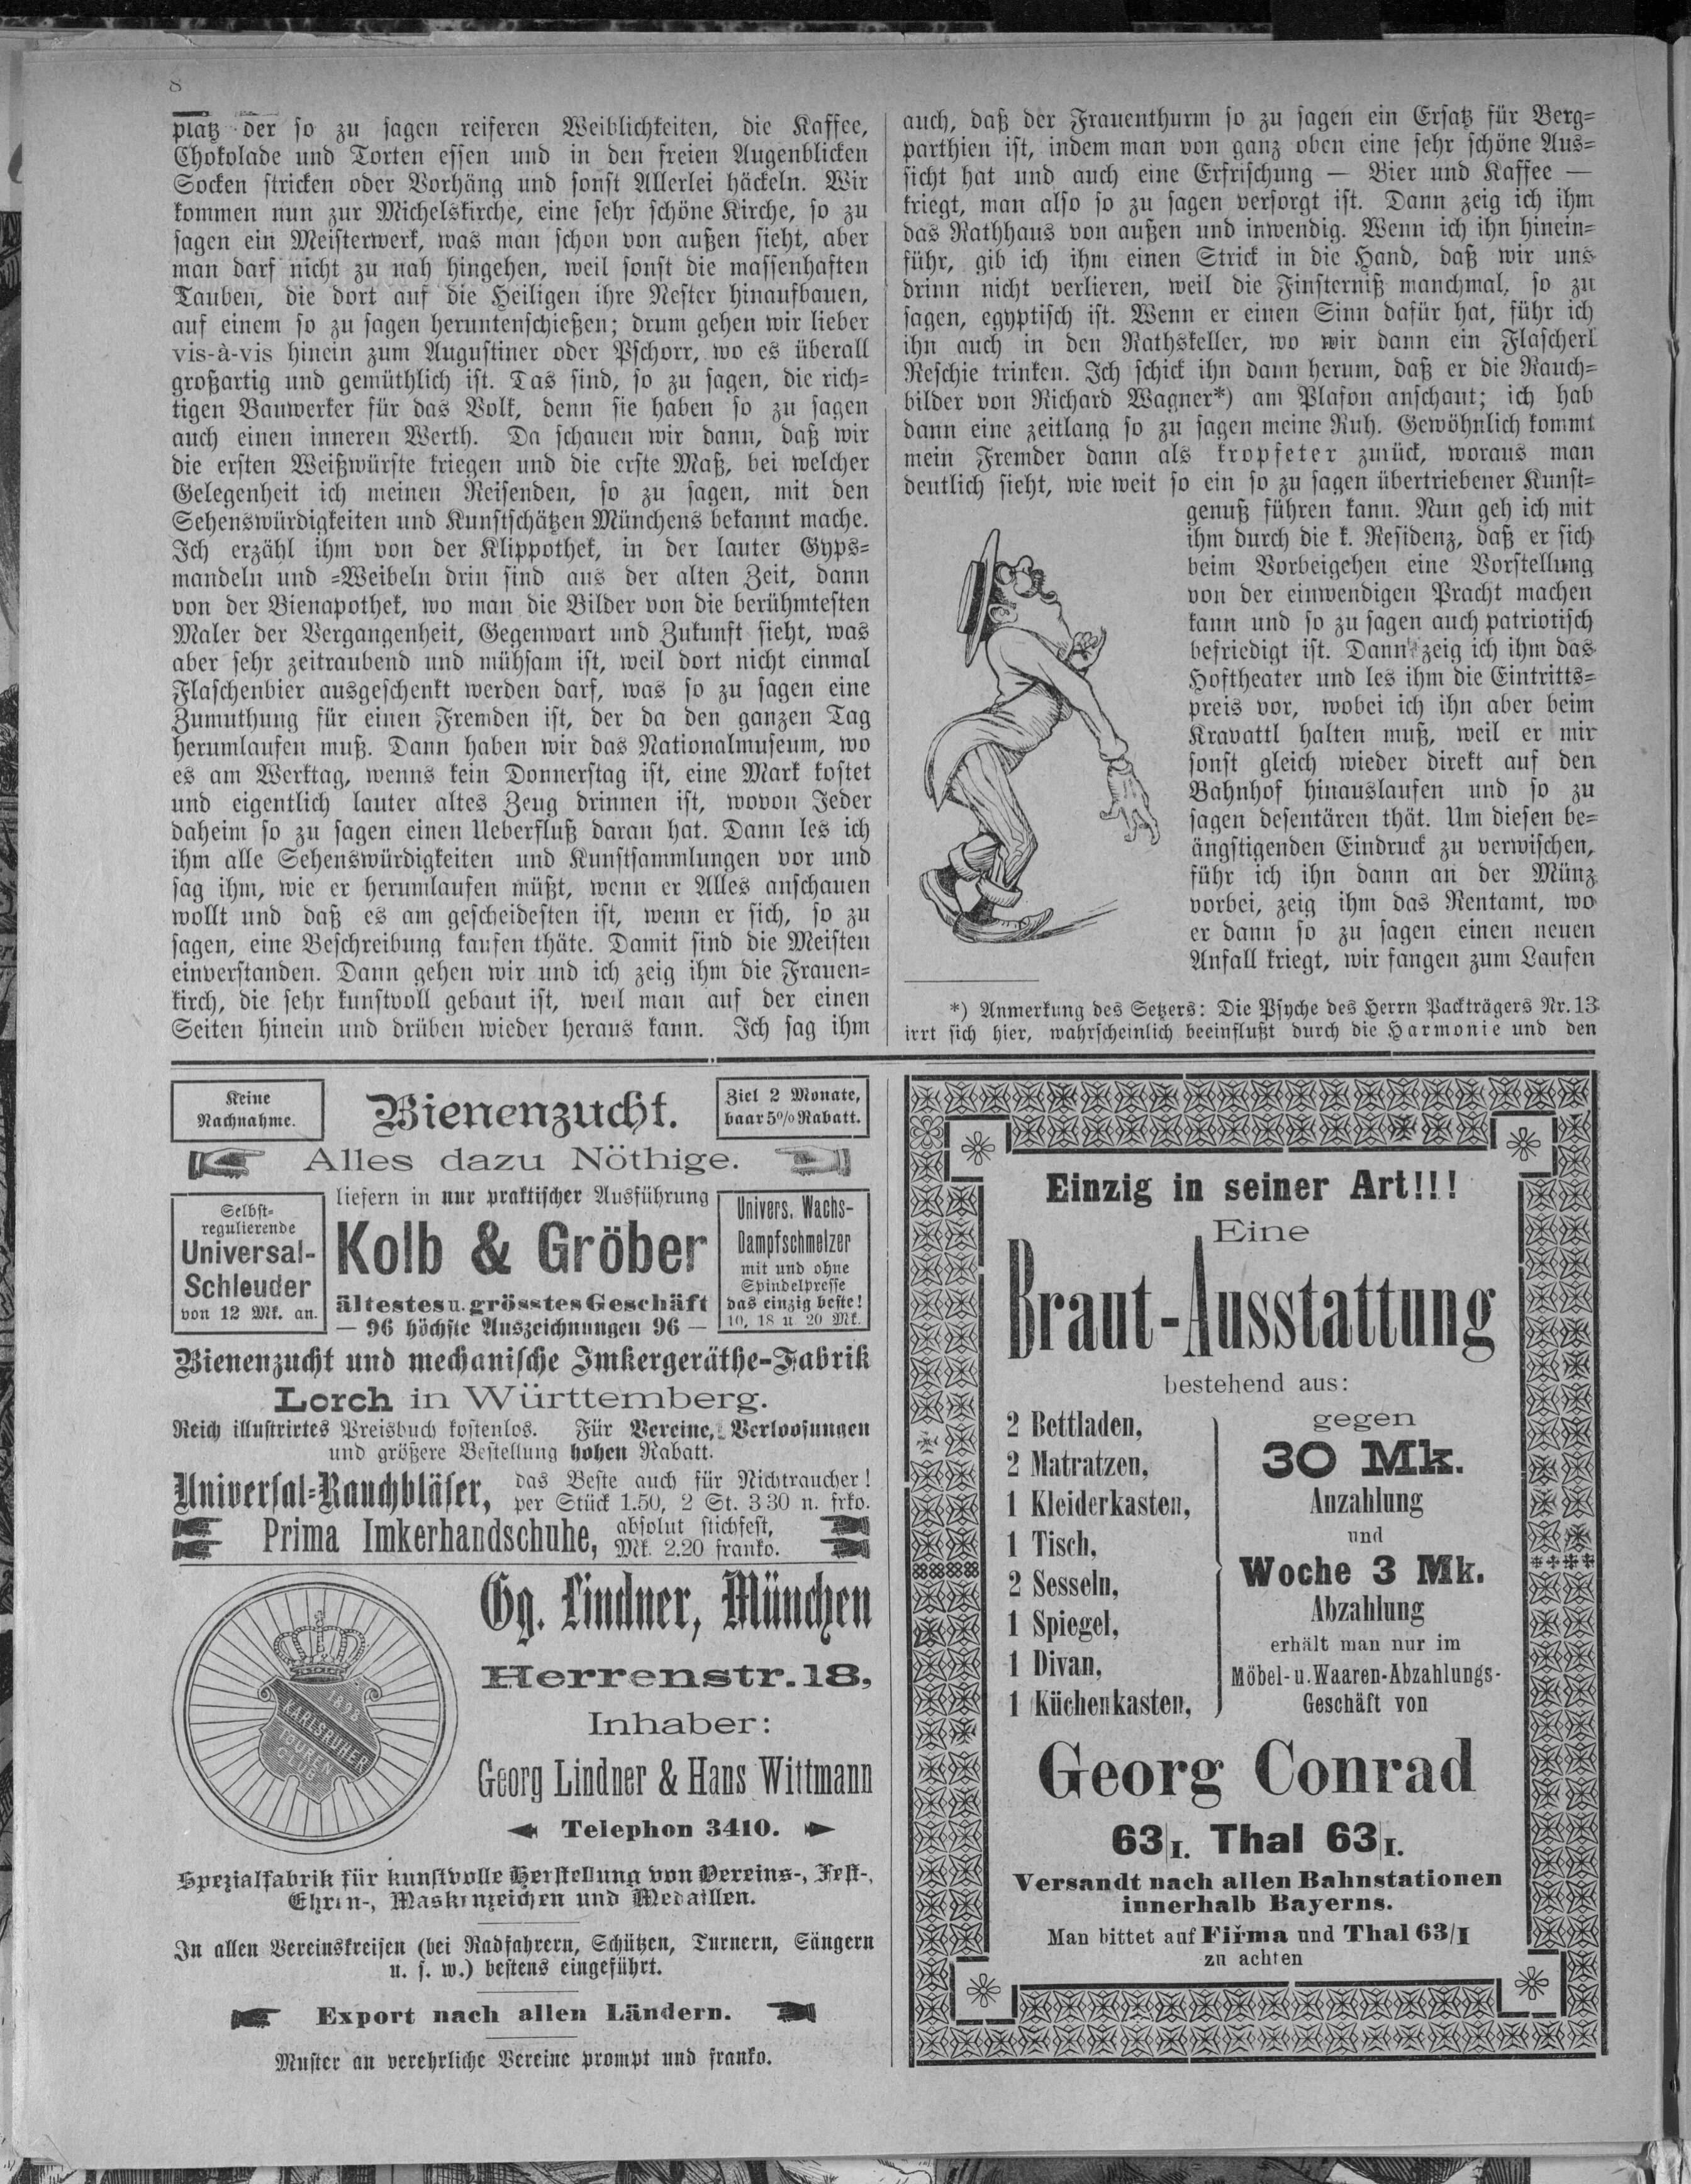 8
platz der so zu sagen reiferen Weiblichkeiten, die Kaffee,
Chokolade und Torten essen und in den freien Augenblicken
Socken stricken oder Vorhäng und sonst Allerlei häckeln. Wir
kommen nun zur Michelskirche, eine sehr schöne Kirche, so zu
sagen ein Meisterwerk, was man schon von außen sieht, aber
man darf nicht zu nah hingehen, weil sonst die massenhaften
Tauben, die dort auf die Heiligen ihre Nester hinaufbauen,
auf einem so zu sagen heruntenschießen; drum gehen wir lieber
vis-à-vis hinein zum Augustiner oder Pschorr, wo es überall
großartig und gemüthlich ist. Das sind, so zu sagen, die rich-
tigen Bauwerker für das Volk, denn sie haben so zu sagen
auch einen inneren Werth. Da schauen wir dann, daß wir
die ersten Weißwürste kriegen und die erste Maß, bei welcher
Gelegenheit ich meinen Reisenden, so zu sagen, mit den
Sehenswürdigkeiten und Kunstschätzen Münchens bekannt mache.
Ich erzähl ihm von der Klippothek, in der lauter Gyps-
mandeln und -Weibeln drin sind aus der alten Zeit, dann
von der Bienapothek, wo man die Bilder von die berühmtesten
Maler der Vergangenheit, Gegenwart und Zukunft sieht, was
aber sehr zeitraubend und mühsam ist, weil dort nicht einmal
Flaschenbier ausgeschenkt werden darf, was so zu sagen eine
Zumuthung für einen Fremden ist, der da den ganzen Tag
herumlaufen muß. Dann haben wir das Nationalmuseum, wo
es am Werktag, wenns kein Donnerstag ist, eine Mark kostet
und eigentlich lauter altes Zeug drinnen ist, wovon Jeder
daheim so zu sagen einen Ueberfluß daran hat. Dann les ich
ihm alle Sehenswürdigkeiten und Kunstsammlungen vor und
sag ihm, wie er herumlaufen müßt, wenn er Alles anschauen
wollt und daß es am gescheidesten ist, wenn er sich, so zu
sagen, eine Beschreibung kaufen thäte. Damit sind die Meisten
einverstanden. Dann gehen wir und ich zeig ihm die Frauen-
kirch, die sehr kunstvoll gebaut ist, weil man auf der einen
Seiten hinein und drüben wieder heraus kann. Ich sag ihm
auch, daß der Frauenthurm so zu sagen ein Ersatz für Berg-
parthien ist, indem man von ganz oben eine sehr schöne Aus-
sicht hat und auch eine Erfrischung — Bier und Kaffee —
kriegt, man also so zu sagen versorgt ist. Dann zeig ich ihm
das Rathhaus von außen und inwendig. Wenn ich ihn hinein-
führ, gib ich ihm einen Strick in die Hand, daß wir uns
drinn nicht verlieren, weil die Finsterniß manchmal, so zu
sagen, egyptisch ist. Wenn er einen Sinn dafür hat, führ ich
ihn auch in den Rathskeller, wo wir dann ein Flascherl
Reschie trinken. Ich schick ihn dann herum, daß er die Rauch-
bilder von Richard Wagner*) am Plafon anschaut; ich hab
dann eine zeitlang so zu sagen meine Ruh. Gewöhnlich kommt
mein Fremder dann als kropfeter zurück, woraus man
deutlich sieht, wie weit so ein so zu sagen übertriebener Kunst-
genuß führen kann. Nun geh ich mit
ihm durch die k. Residenz, daß er sich
beim Vorbeigehen eine Vorstellung
von der einwendigen Pracht machen
kann und so zu sagen auch patriotisch
befriedigt ist. Dann zeig ich ihm das
Hoftheater und les ihm die Eintritts-
preis vor, wobei ich ihn aber beim
Kravattl halten muß, weil er mir
sonst gleich wieder direkt auf den
Bahnhof hinauslaufen und so zu
sagen desentären thät. Um diesen be-
ängstigenden Eindruck zu verwischen,
führ ich ihn dann an der Münz
vorbei, zeig ihm das Rentamt, wo
er dann so zu sagen einen neuen
Anfall kriegt, wir fangen zum Laufen
*) Anmerkung des Setzers: Die Psyche des Herrn Packträgers Nr. 13
irrt sich hier, wahrscheinlich beeinflußt durch die Harmonie und den
Keine
Nachnahme.
Bienenzucht.
Ziel 2 Monate,
baar 5% Rabatt.
Alles dazu Nöthige.
Selbst-
regulierende
Universal-
Schleuder
von 12 Mk. an.
liefern in nur praktischer Ausführung
Kolb & Gröber
ältestes u. grösstes Geschäft
— 96 höchste Auszeichnungen 96 —
Univers. Wachs-
Dampfschmelzer
mit und ohne
Spindelpresse
das einzig beste!
10, 18 u. 20 Mk.
Bienenzucht und mechanische Imkergeräthe-Fabrik
Lorch in Württemberg.
Reich illustrirtes Preisbuch kostenlos. Für Vereine, Verloosungen
und größere Bestellung hohen Rabatt.
Universal-Rauchbläser, das Beste auch für Nichtraucher!
per Stück 1.50, 2 St. 3 30 n. frko.
Prima Imkerhandschuhe, absolut stichfest,
Mk. 2.20 franko.
1898
KARLSRUHER
TOUREN
CLUB
Gg. Lindner, München
Herrenstr. 18,
Inhaber:
Georg Lindner & Hans Wittmann
Telephon 3410.
Spezialfabrik für kunstvolle Herstellung von Vereins-, Fest-,
Ehren-, Maskenzeichen und Medaillen.
In allen Vereinskreisen (bei Radfahrern, Schützen, Turnern, Sängern
u. s. w.) bestens eingeführt.
Export nach allen Ländern.
Muster an verehrliche Vereine prompt und franko.
Einzig in seiner Art!!!
Eine
Braut-Ausstattung
bestehend aus:
2 Bettladen,
2 Matratzen,
1 Kleiderkasten,
1 Tisch,
2 Sesseln,
1 Spiegel,
1 Divan,
1 Küchenkasten,
gegen
30 Mk.
Anzahlung
und
Woche 3 Mk.
Abzahlung
erhält man nur im
Möbel- u. Waaren-Abzahlungs-
Geschäft von
Georg Conrad
63|I. Thal 63|I.
Versandt nach allen Bahnstationen
innerhalb Bayerns.
Man bittet auf Firma und Thal 63/I
zu achten